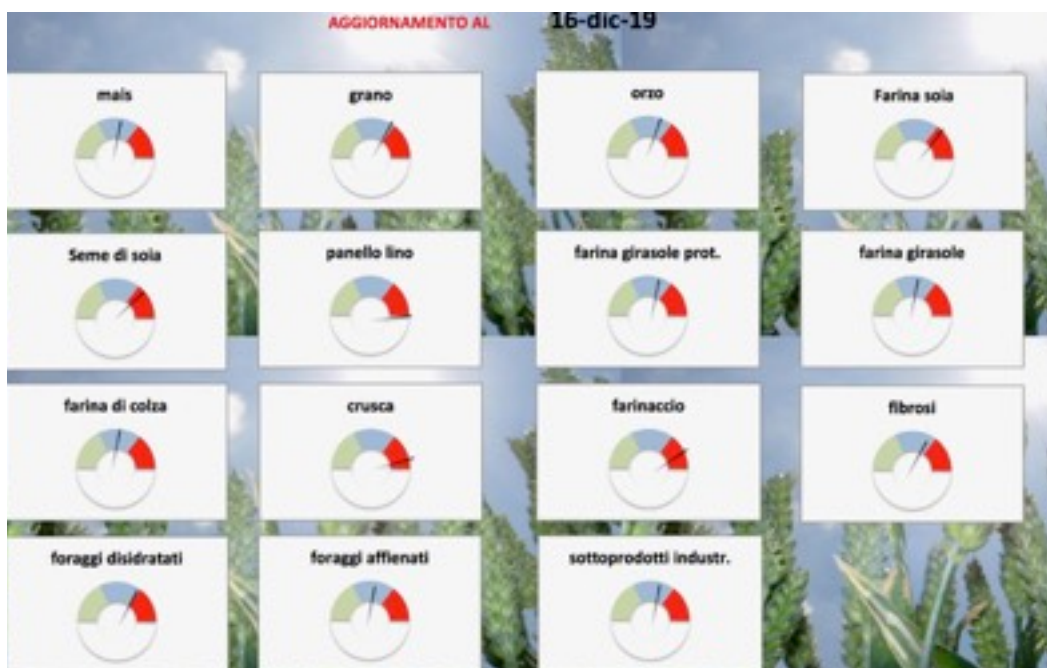 AGGIORNAMENTO AL 16-dic-19
mais
grano
orzo
Farina soia
Seme di soia
panello lino
farina girasole prot.
farina girasole
farina di colza
crusca
farinaccio
fibrosi
foraggi disidratati
foraggi affienati
sottoprodotti industr.